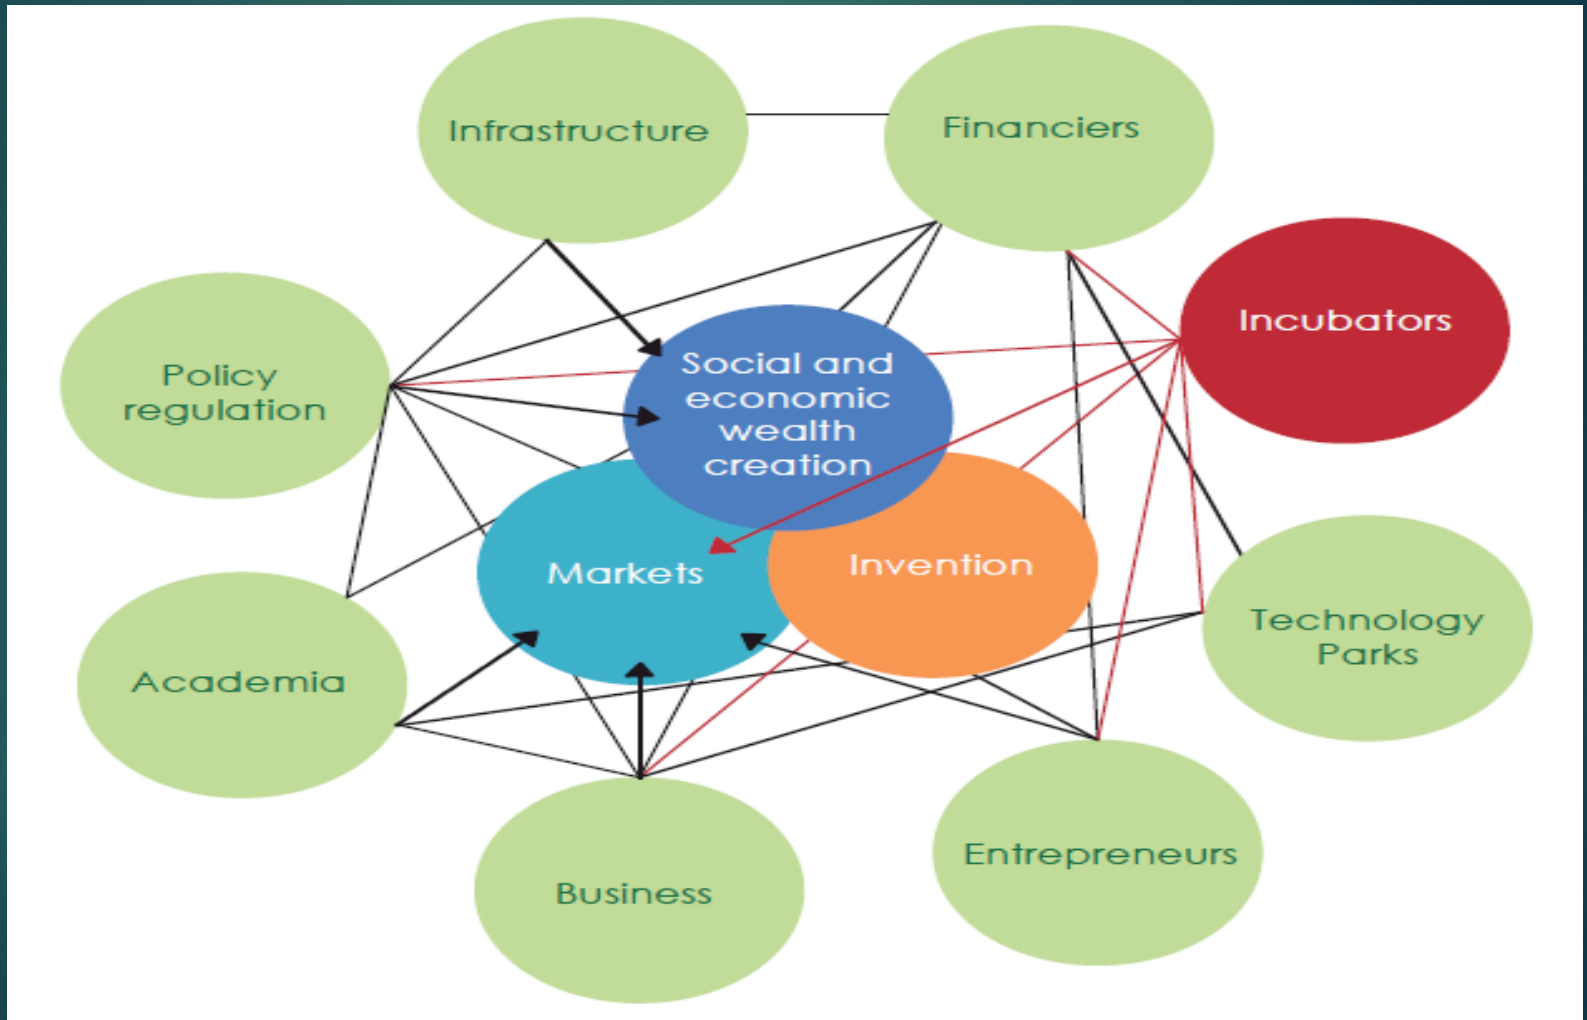 Infrastructure
Financiers
Incubators
Social and
economic
wealth
creation
Policy
regulation
Markets
Invention
Technology
Parks
Academia
Entrepreneurs
Business